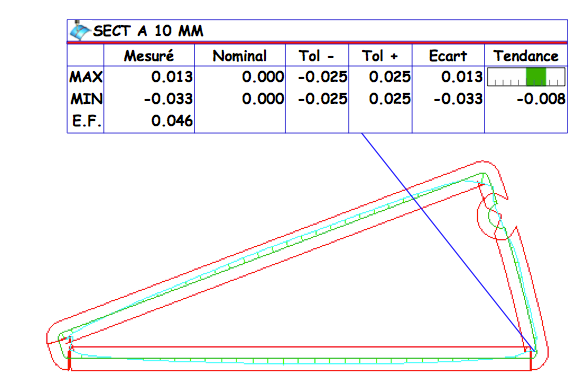 SECT A 10 MM
Mesuré Nominal Tol - Tol + Ecart Tendance
MAX 0.013 0.000 -0.025 0.025 0.013
MIN -0.033 0.000 -0.025 0.025 -0.033 -0.008
E.F. 0.046